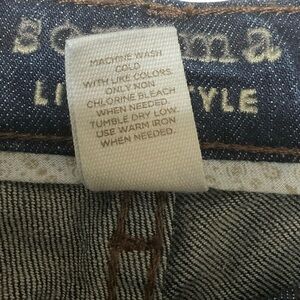 MACHINE WASH
COLD.
WITH LIKE COLORS.
ONLY NON
CHLORINE BLEACH
WHEN NEEDED.
TUMBLE DRY LOW.
USE WARM IRON
WHEN NEEDED.